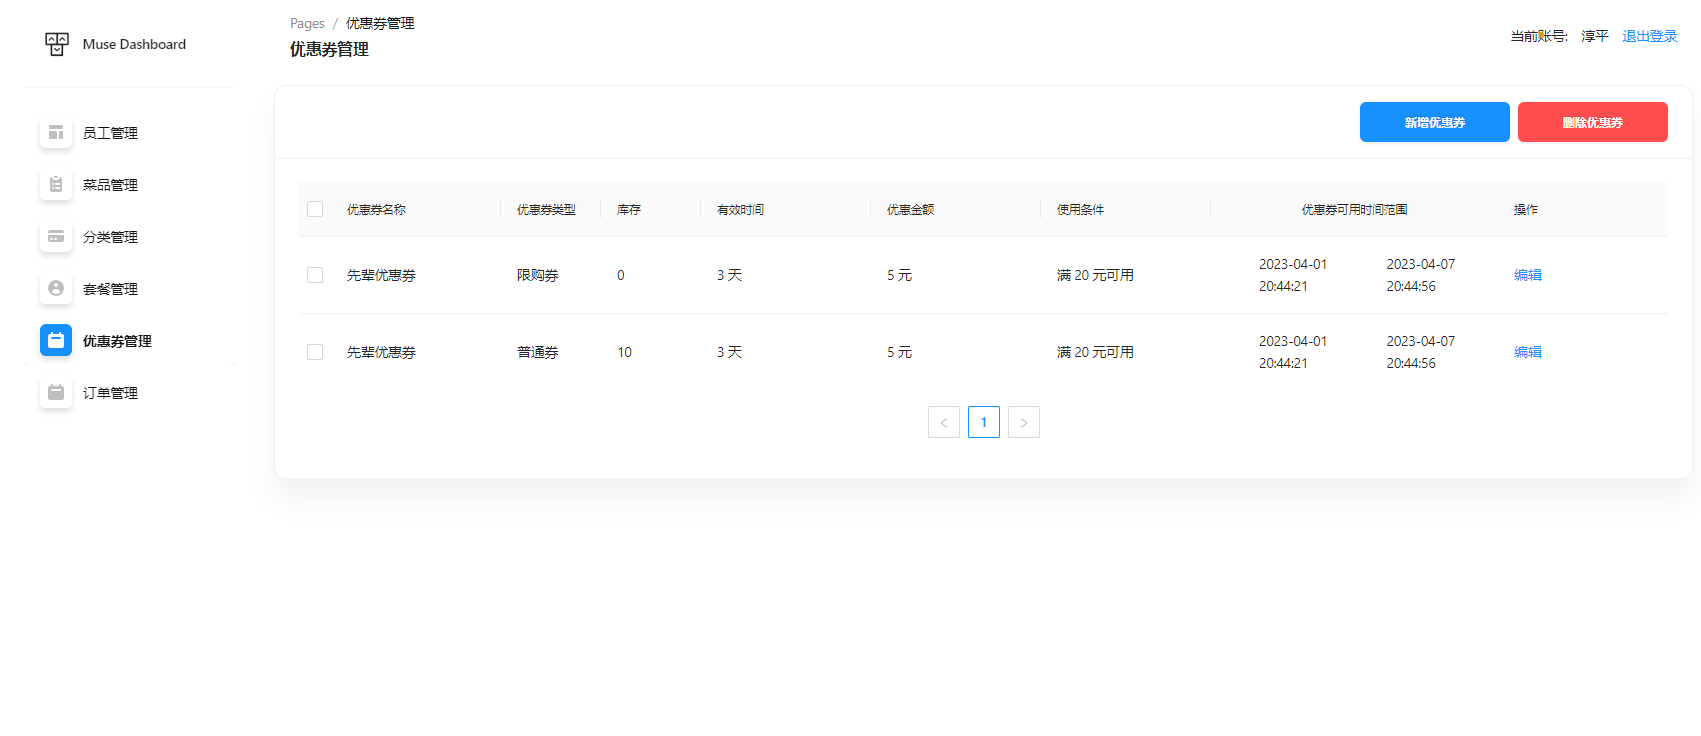 Muse Dashboard
员工管理
菜品管理
分类管理
套餐管理
优惠券管理
订单管理
Pages / 优惠券管理
优惠券管理
当前账号: 淳平 退出登录
新增优惠券 删除优惠券
优惠券名称 优惠券类型 库存 有效时间 优惠金额 使用条件 优惠券可用时间范围 操作
先辈优惠券 限购券 0 3 天 5 元 满 20 元可用 2023-04-01 20:44:21 2023-04-07 20:44:56 编辑
先辈优惠券 普通券 10 3 天 5 元 满 20 元可用 2023-04-01 20:44:21 2023-04-07 20:44:56 编辑
< 1 >